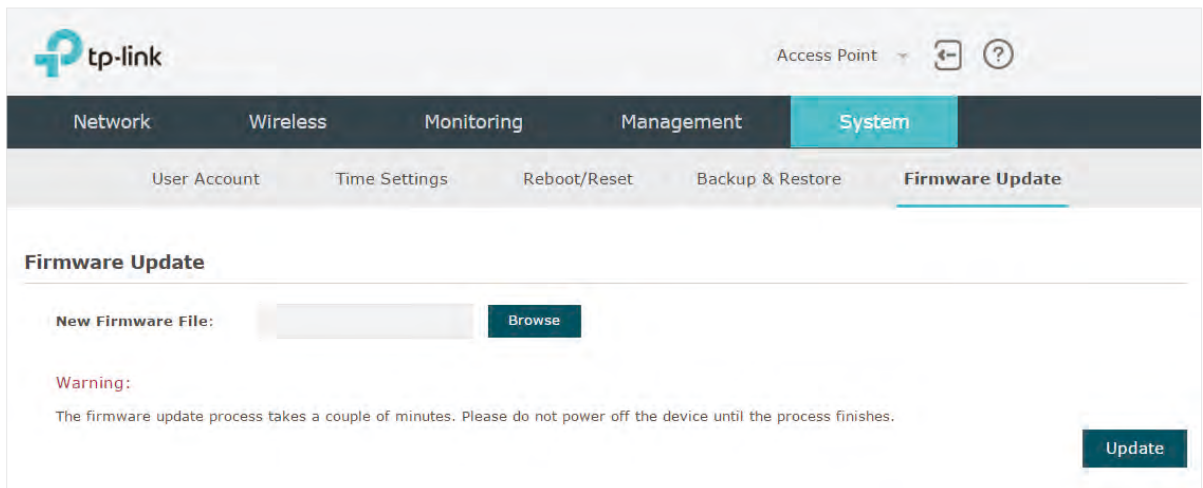 tp-link
Access Point
Network Wireless Monitoring Management System
User Account Time Settings Reboot/Reset Backup & Restore Firmware Update
Firmware Update
New Firmware File: Browse
Warning:
The firmware update process takes a couple of minutes. Please do not power off the device until the process finishes.
Update